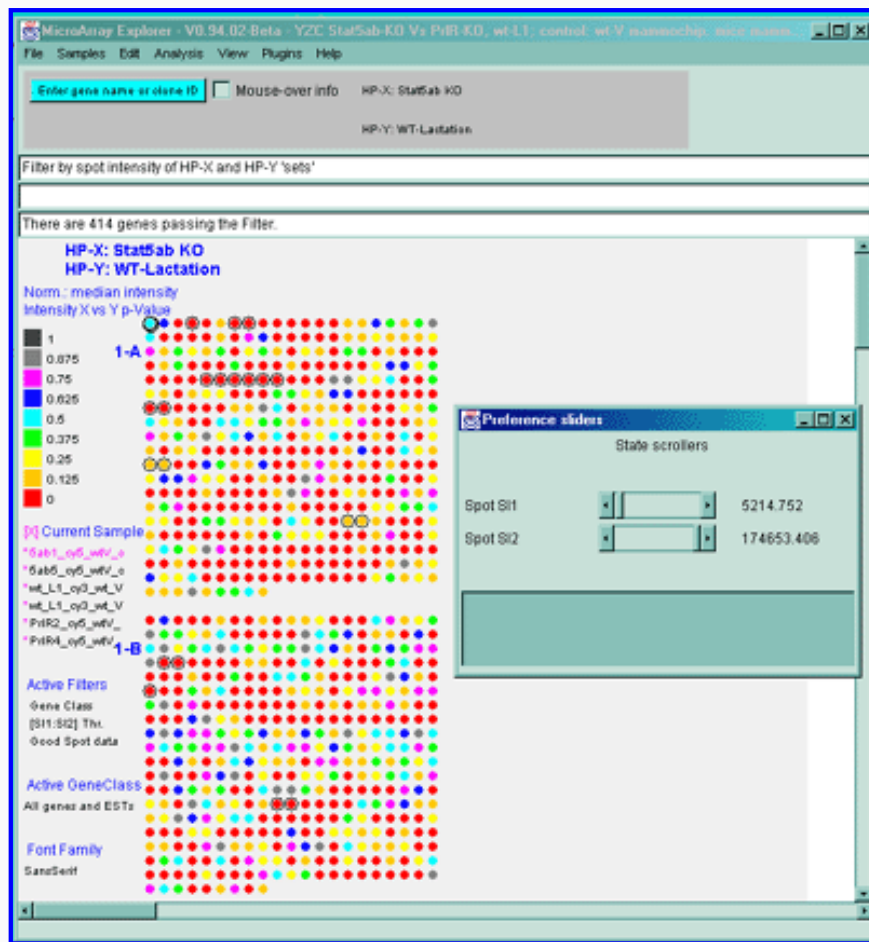 MicroArray Explorer - V0.94.02-Beta - YZC Stat5ab-KO Vs PrlR-KO, wt-L1; control: wt-V mammochip, mice mamm.
File Samples Edit Analysis View Plugins Help
Enter gene name or clone ID Mouse-over info HP-X: Stat5ab KO
HP-Y: WT-Lactation
Filter by spot intensity of HP-X and HP-Y 'sets'
There are 414 genes passing the Filter.
HP-X: Stat5ab KO
HP-Y: WT-Lactation
Norm.: median intensity
Intensity X vs Y p-Value
1
0.875
0.75
0.625
0.5
0.375
0.25
0.125
0
1-A
[X] Current Sample
*5ab1_cy5_wtV_c
*5ab5_cy5_wtV_c
*wt_L1_cy3_wt_V
*wt_L1_cy3_wt_V
*PrlR2_cy5_wtV_
*PrlR4_cy5_wtV_
1-B
Active Filters
Gene Class
[SI1:SI2] Thr.
Good Spot data
Active GeneClass
All genes and ESTs
Font Family
SansSerif
Preference sliders
State scrollers
Spot SI1 5214.752
Spot SI2 174653.406